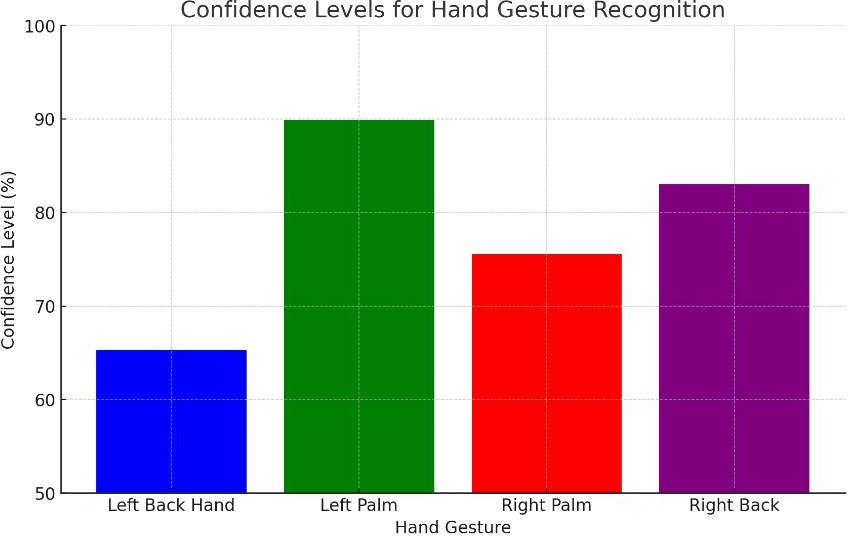 Confidence Levels for Hand Gesture Recognition
Confidence Level (%)
100
90
80
70
60
50
Left Back Hand
Left Palm
Right Palm
Right Back
Hand Gesture